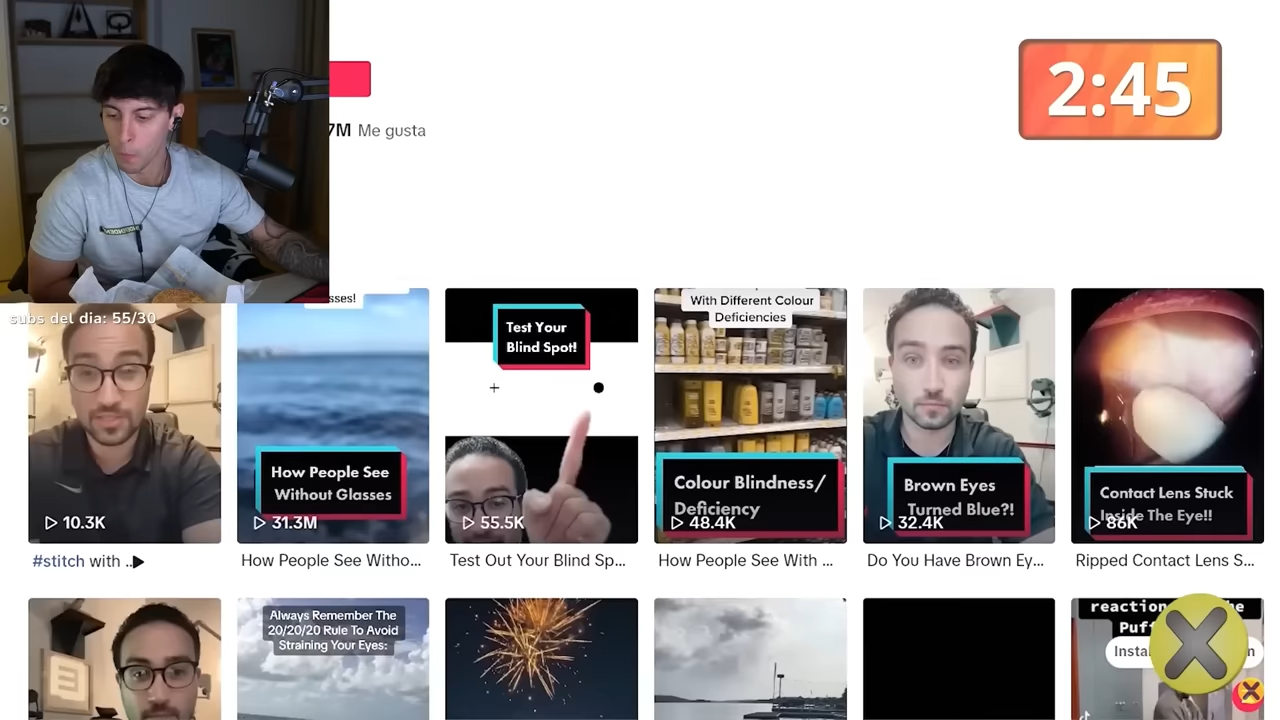 2:45
7M Me gusta
subs del dia: 55/30
sses!
Test Your
Blind Spot!
With Different Colour
Deficiencies
How People See
Without Glasses
Colour Blindness/
Deficiency
Brown Eyes
Turned Blue?!
Contact Lens Stuck
Inside The Eye!!
10.3K
31.3M
55.5K
48.4K
32.4K
86K
#stitch with ..
How People See Witho...
Test Out Your Blind Sp...
How People See With ...
Do You Have Brown Ey...
Ripped Contact Lens S...
Always Remember The
20/20/20 Rule To Avoid
Straining Your Eyes:
E
reaction
Puf
Insta
n